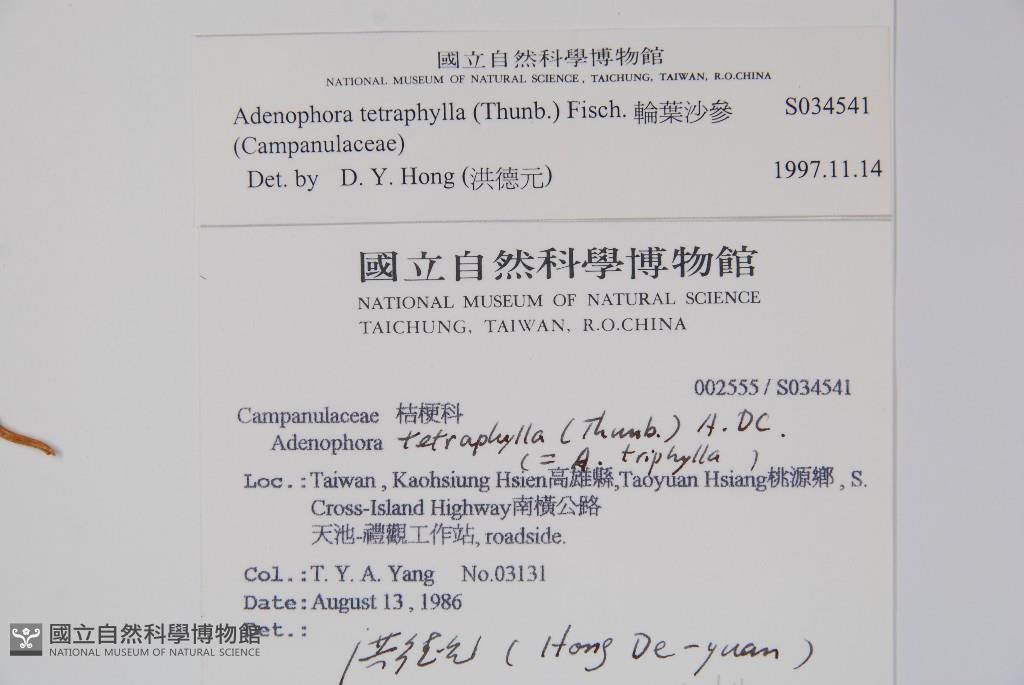 國立自然科學博物館
NATIONAL MUSEUM OF NATURAL SCIENCE, TAICHUNG, TAIWAN, R.O.CHINA
Adenophora tetraphylla (Thunb.) Fisch. 輪葉沙參 S034541
(Campanulaceae)
Det. by D. Y. Hong (洪德元) 1997.11.14
國立自然科學博物館
NATIONAL MUSEUM OF NATURAL SCIENCE
TAICHUNG, TAIWAN, R.O.CHINA
002555 / S034541
Campanulaceae 桔梗科
Adenophora tetraphylla (Thunb.) A. DC.
(= A. triphylla )
Loc.: Taiwan , Kaohsiung Hsien高雄縣,Taoyuan Hsiang桃源鄉 , S.
Cross-Island Highway南橫公路
天池-禮觀工作站, roadside.
Col.: T. Y. A. Yang No.03131
Date: August 13 , 1986
Det.:
洪德元 ( Hong De-yuan )
國立自然科學博物館
NATIONAL MUSEUM OF NATURAL SCIENCE